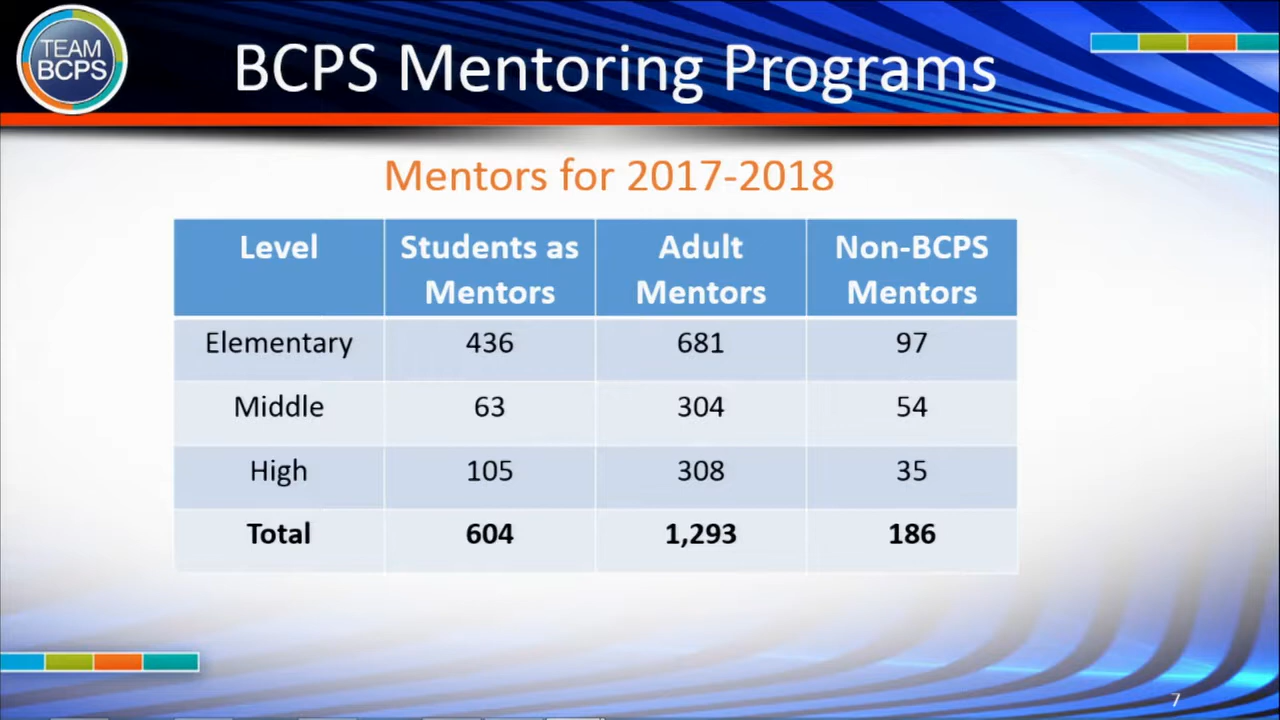 TEAM
BCPS
BCPS Mentoring Programs
Mentors for 2017-2018
Level Students as Mentors Adult Mentors Non-BCPS Mentors
Elementary 436 681 97
Middle 63 304 54
High 105 308 35
Total 604 1,293 186
7